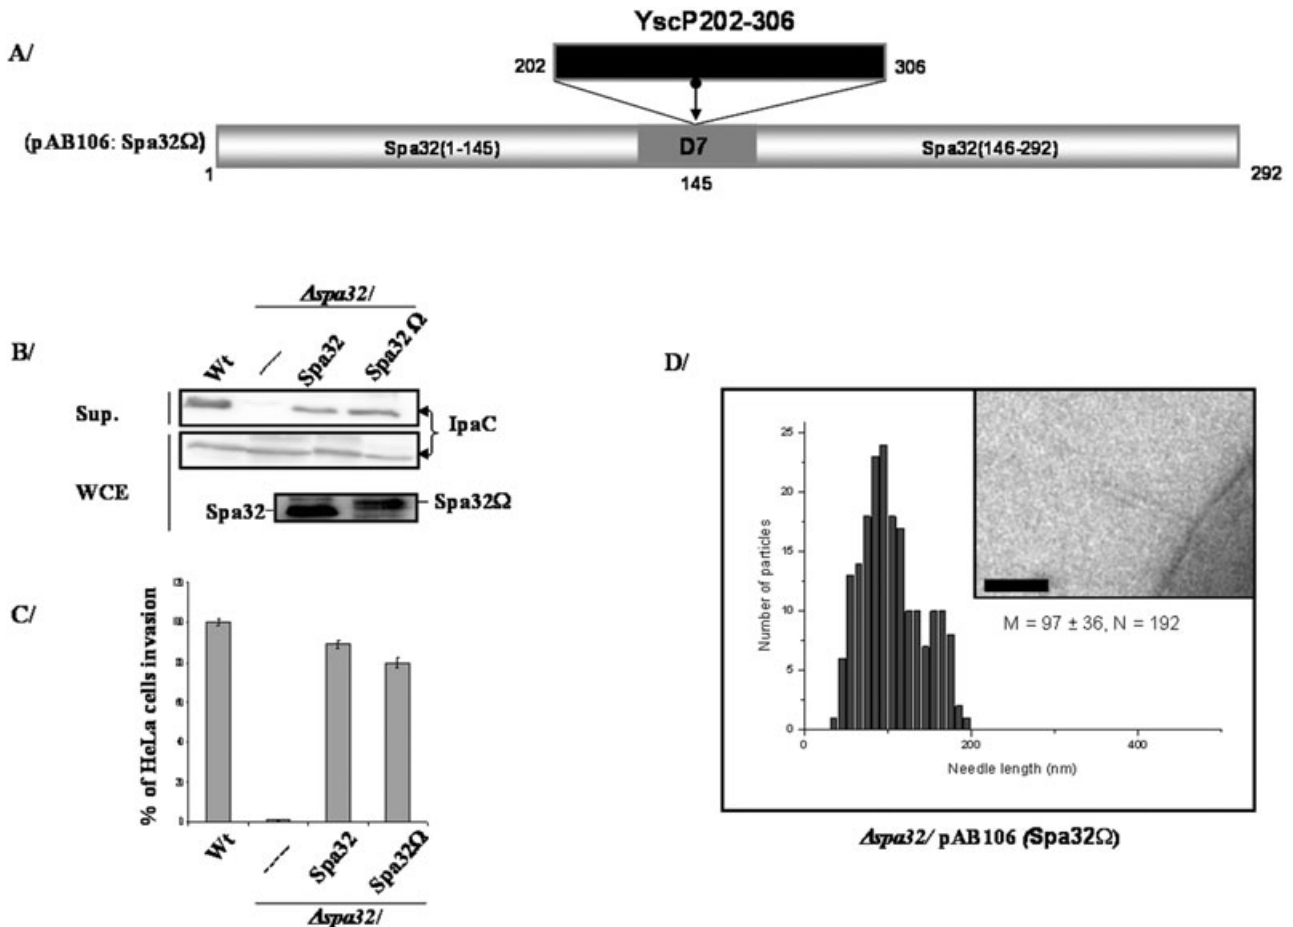 YscP202-306
A/
202
306
(pAB106: Spa32Ω)
Spa32(1-145)
D7
Spa32(146-292)
1
145
292
Δspa32/
B/
Wt
Spa32
Spa32 Ω
Sup.
IpaC
WCE
Spa32
Spa32Ω
C/
% of HeLa cells invasion
Wt
Spa32
Spa32Ω
Δspa32/
D/
25
20
15
10
5
0
Number of particles
0
200
400
Needle length (nm)
M = 97 ± 36, N = 192
Δspa32/ pAB106 (Spa32Ω)